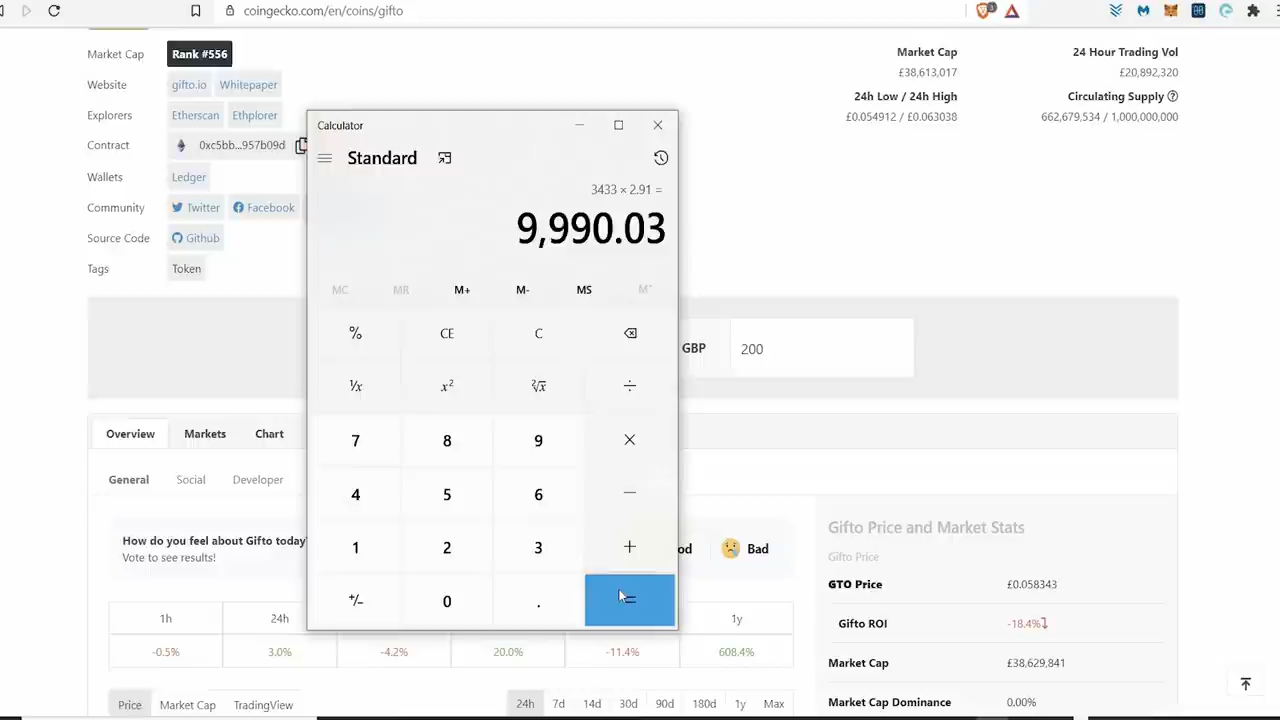 coingecko.com/en/coins/gifto
Market Cap Rank #556
Website gifto.io Whitepaper
Explorers Etherscan Ethplorer
Contract 0xc5bb...957b09d
Wallets Ledger
Community Twitter Facebook
Source Code Github
Tags Token
Market Cap 24 Hour Trading Vol
£38,613,017 £20,892,320
24h Low / 24h High Circulating Supply
£0.054912 / £0.063038 662,679,534 / 1,000,000,000
Calculator
Standard
3433 × 2.91 =
9,990.03
MC MR M+ M- MS M˅
% CE C
⅟x x² ²√x ÷
7 8 9 ×
4 5 6 −
1 2 3 +
+/− 0 . =
GBP 200
Overview Markets Chart
General Social Developer
How do you feel about Gifto today
Vote to see results!
od Bad
1h 24h 1y
-0.5% 3.0% -4.2% 20.0% -11.4% 608.4%
Price Market Cap TradingView 24h 7d 14d 30d 90d 180d 1y Max
Gifto Price and Market Stats
Gifto Price
GTO Price £0.058343
Gifto ROI -18.4%
Market Cap £38,629,841
Market Cap Dominance 0.00%